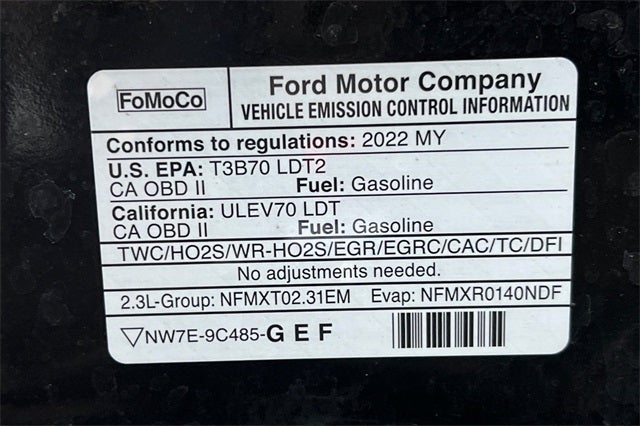 FoMoCo
Ford Motor Company
VEHICLE EMISSION CONTROL INFORMATION
Conforms to regulations: 2022 MY
U.S. EPA: T3B70 LDT2
CA OBD II Fuel: Gasoline
California: ULEV70 LDT
CA OBD II Fuel: Gasoline
TWC/HO2S/WR-HO2S/EGR/EGRC/CAC/TC/DFI
No adjustments needed.
2.3L-Group: NFMXT02.31EM Evap: NFMXR0140NDF
NW7E-9C485-GEF